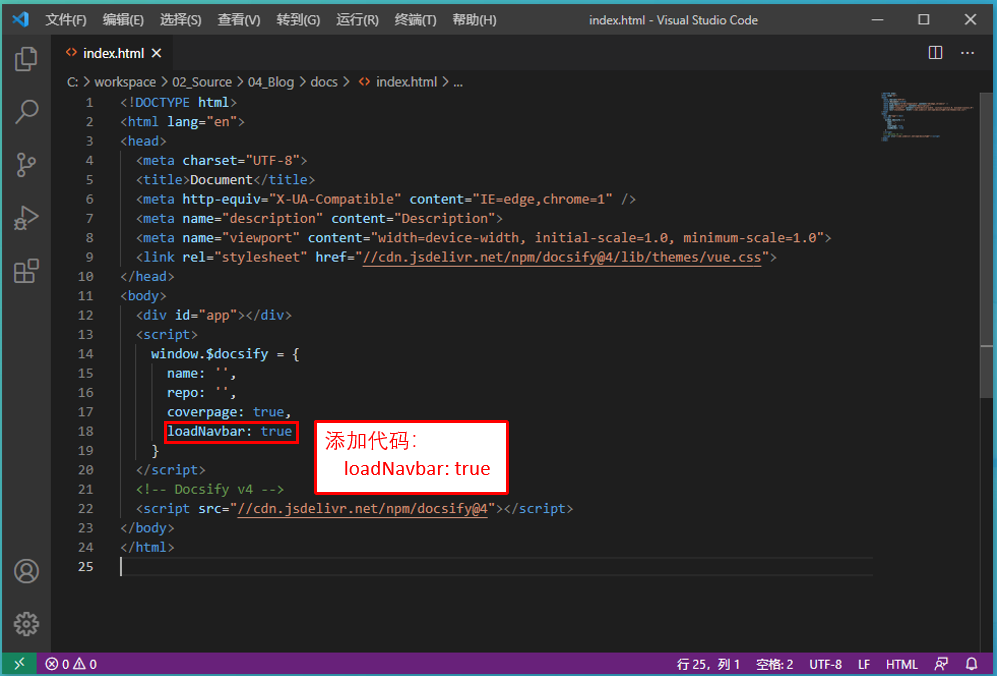 文件(F) 编辑(E) 选择(S) 查看(V) 转到(G) 运行(R) 终端(T) 帮助(H) index.html - Visual Studio Code
index.html
C: > workspace > 02_Source > 04_Blog > docs > index.html > ...
1 <!DOCTYPE html>
2 <html lang="en">
3 <head>
4 <meta charset="UTF-8">
5 <title>Document</title>
6 <meta http-equiv="X-UA-Compatible" content="IE=edge,chrome=1" />
7 <meta name="description" content="Description">
8 <meta name="viewport" content="width=device-width, initial-scale=1.0, minimum-scale=1.0">
9 <link rel="stylesheet" href="//cdn.jsdelivr.net/npm/docsify@4/lib/themes/vue.css">
10 </head>
11 <body>
12 <div id="app"></div>
13 <script>
14 window.$docsify = {
15 name: '',
16 repo: '',
17 coverpage: true,
18 loadNavbar: true
添加代码：
loadNavbar: true
19 }
20 </script>
21 <!-- Docsify v4 -->
22 <script src="//cdn.jsdelivr.net/npm/docsify@4"></script>
23 </body>
24 </html>
25
0 0 行 25，列 1 空格: 2 UTF-8 LF HTML